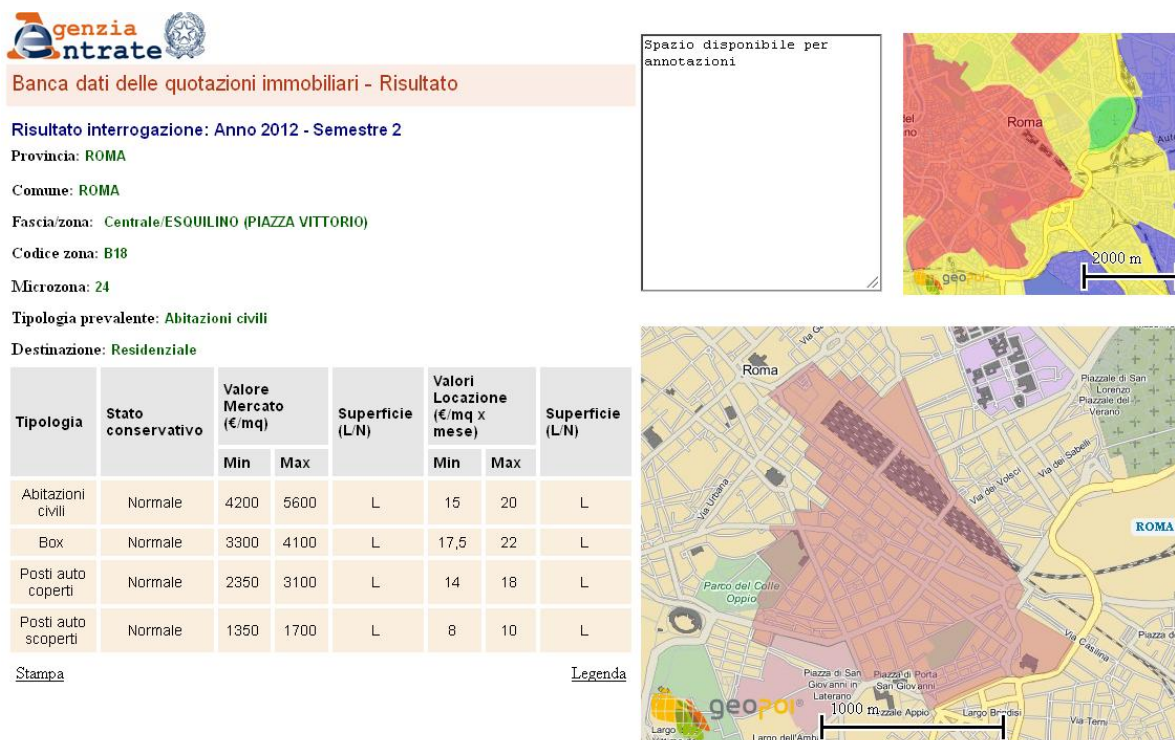 Agenzia
Entrate
Banca dati delle quotazioni immobiliari - Risultato
Risultato interrogazione: Anno 2012 - Semestre 2
Provincia: ROMA
Comune: ROMA
Fascia/zona: Centrale/ESQUILINO (PIAZZA VITTORIO)
Codice zona: B18
Microzona: 24
Tipologia prevalente: Abitazioni civili
Destinazione: Residenziale
Tipologia Stato conservativo Valore Mercato (€/mq) Superficie (L/N) Valori Locazione (€/mq x mese) Superficie (L/N)
Min Max Min Max
Abitazioni civili Normale 4200 5600 L 15 20 L
Box Normale 3300 4100 L 17,5 22 L
Posti auto coperti Normale 2350 3100 L 14 18 L
Posti auto scoperti Normale 1350 1700 L 8 10 L
Stampa Legenda
Spazio disponibile per
annotazioni
Roma
2000 m
geopoi
Roma
Piazzale di San
Lorenzo
Piazzale del
Verano
Via dei Sabelli
Via dei Volsci
Via Urbana
ROMA
Parco del Colle
Oppio
Via Casilina
Piazza di San
Giovanni in
Laterano
Piazza di Porta
San Giovanni
geopoi®
1000 m
Piazzale Appio
Largo Brindisi
Via Terni